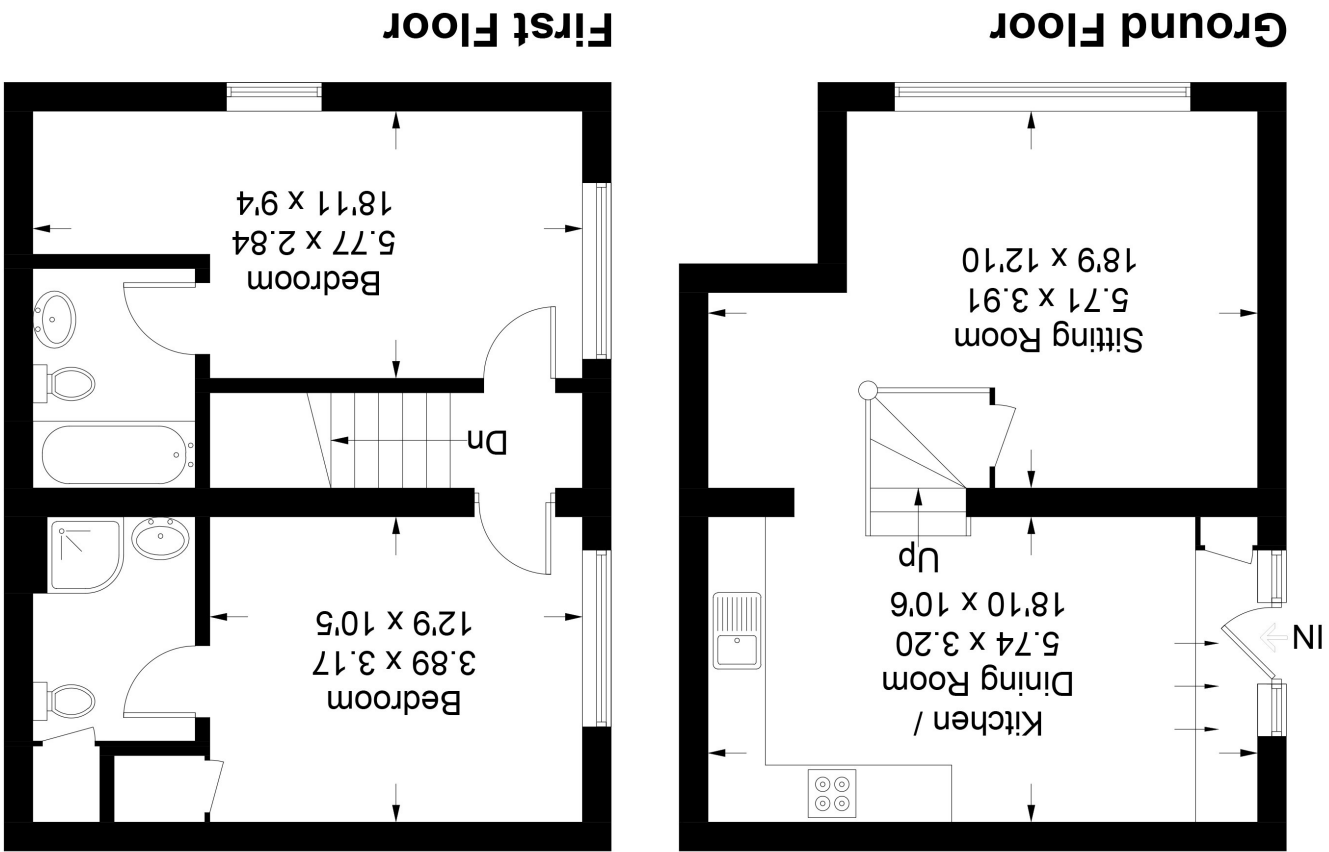 Ground Floor
First Floor
IN
Kitchen /
Dining Room
5.74 x 3.20
18'10 x 10'6
Up
Sitting Room
5.71 x 3.91
18'9 x 12'10
Bedroom
3.89 x 3.17
12'9 x 10'5
Dn
Bedroom
5.77 x 2.84
18'11 x 9'4